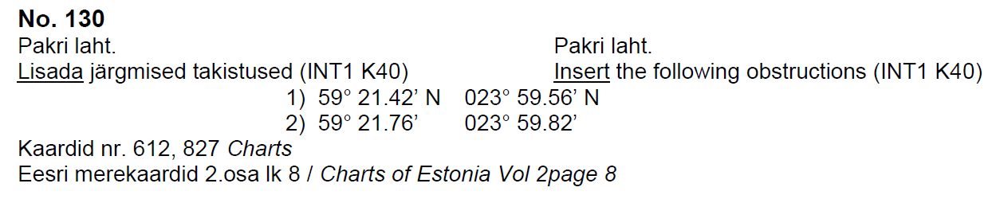 No. 130
Pakri laht. Pakri laht.
Lisada järgmised takistused (INT1 K40) Insert the following obstructions (INT1 K40)
1) 59° 21.42’ N 023° 59.56’ N
2) 59° 21.76’ 023° 59.82’
Kaardid nr. 612, 827 Charts
Eesri merekaardid 2.osa lk 8 / Charts of Estonia Vol 2page 8